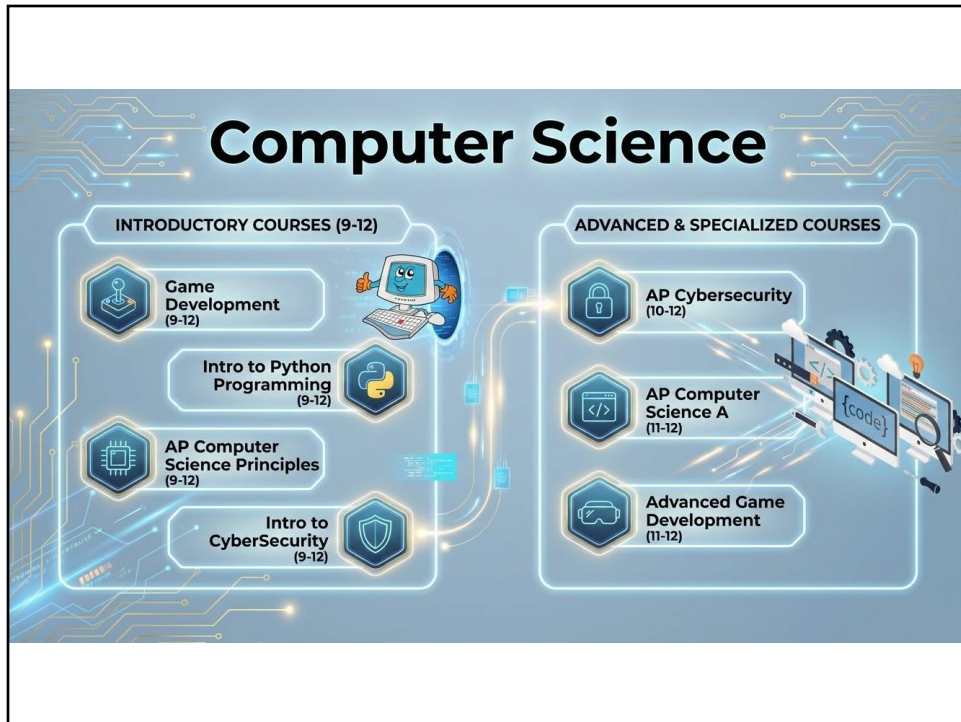 Computer Science
INTRODUCTORY COURSES (9-12)
Game
Development
(9-12)
Intro to Python
Programming
(9-12)
AP Computer
Science Principles
(9-12)
Intro to
CyberSecurity
(9-12)
ADVANCED & SPECIALIZED COURSES
AP Cybersecurity
(10-12)
AP Computer
Science A
(11-12)
Advanced Game
Development
(11-12)
</>
</>
{code}